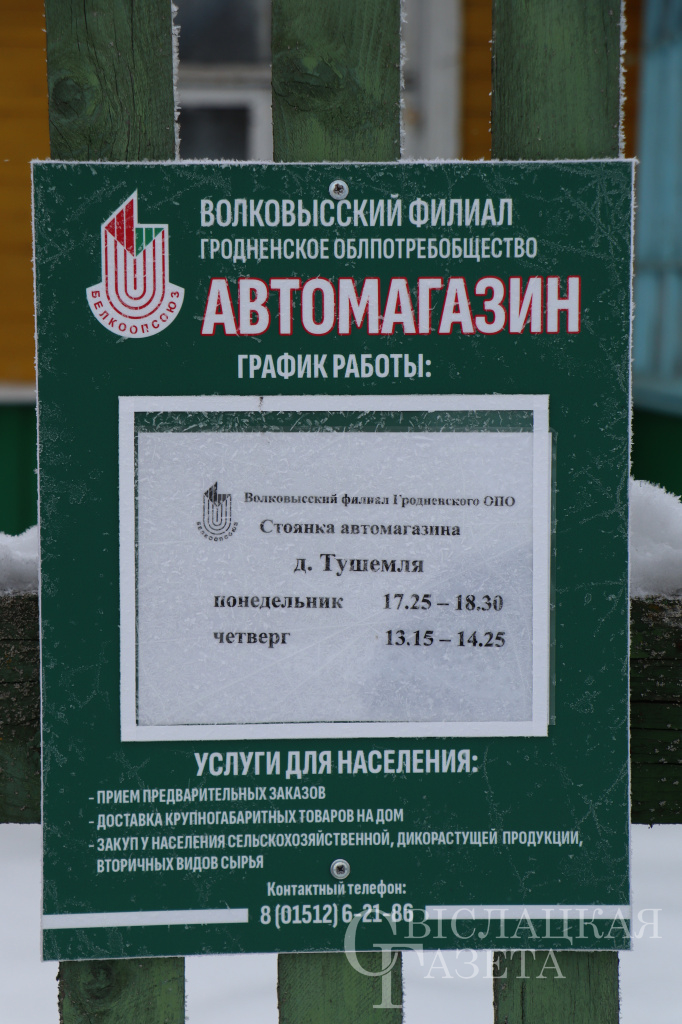 ВОЛКОВЫССКИЙ ФИЛИАЛ
ГРОДНЕНСКОЕ ОБЛПОТРЕБОБЩЕСТВО
БЕЛКООПСОЮЗ
АВТОМАГАЗИН
ГРАФИК РАБОТЫ:
Волковысский филиал Гродненского ОПО
БЕЛКООПСОЮЗ
Стоянка автомагазина
д. Тушемля
понедельник 17.25 – 18.30
четверг 13.15 – 14.25
УСЛУГИ ДЛЯ НАСЕЛЕНИЯ:
- ПРИЕМ ПРЕДВАРИТЕЛЬНЫХ ЗАКАЗОВ
- ДОСТАВКА КРУПНОГАБАРИТНЫХ ТОВАРОВ НА ДОМ
- ЗАКУП У НАСЕЛЕНИЯ СЕЛЬСКОХОЗЯЙСТВЕННОЙ, ДИКОРАСТУЩЕЙ ПРОДУКЦИИ,
ВТОРИЧНЫХ ВИДОВ СЫРЬЯ
Контактный телефон:
8 (01512) 6-21-86
СВІСЛАЦКАЯ
ГАЗЕТА